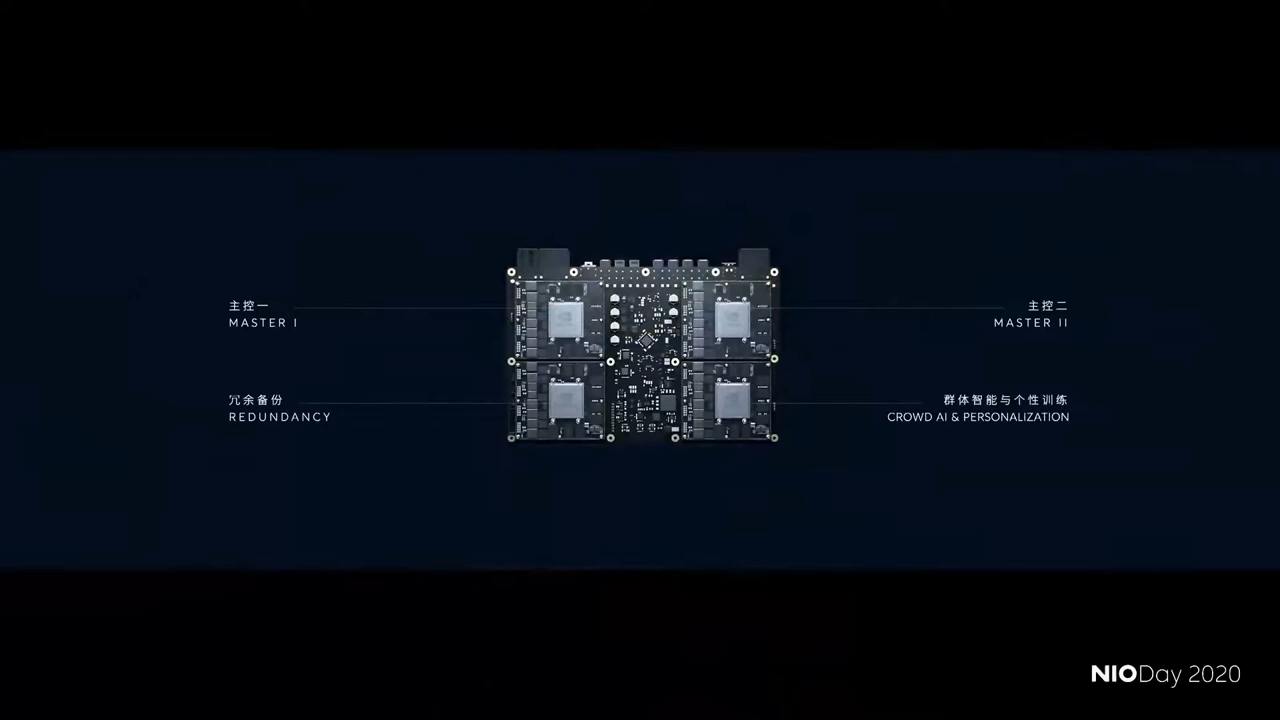 主控一
MASTER I
主控二
MASTER II
冗余备份
REDUNDANCY
群体智能与个性训练
CROWD AI & PERSONALIZATION
NIODay 2020